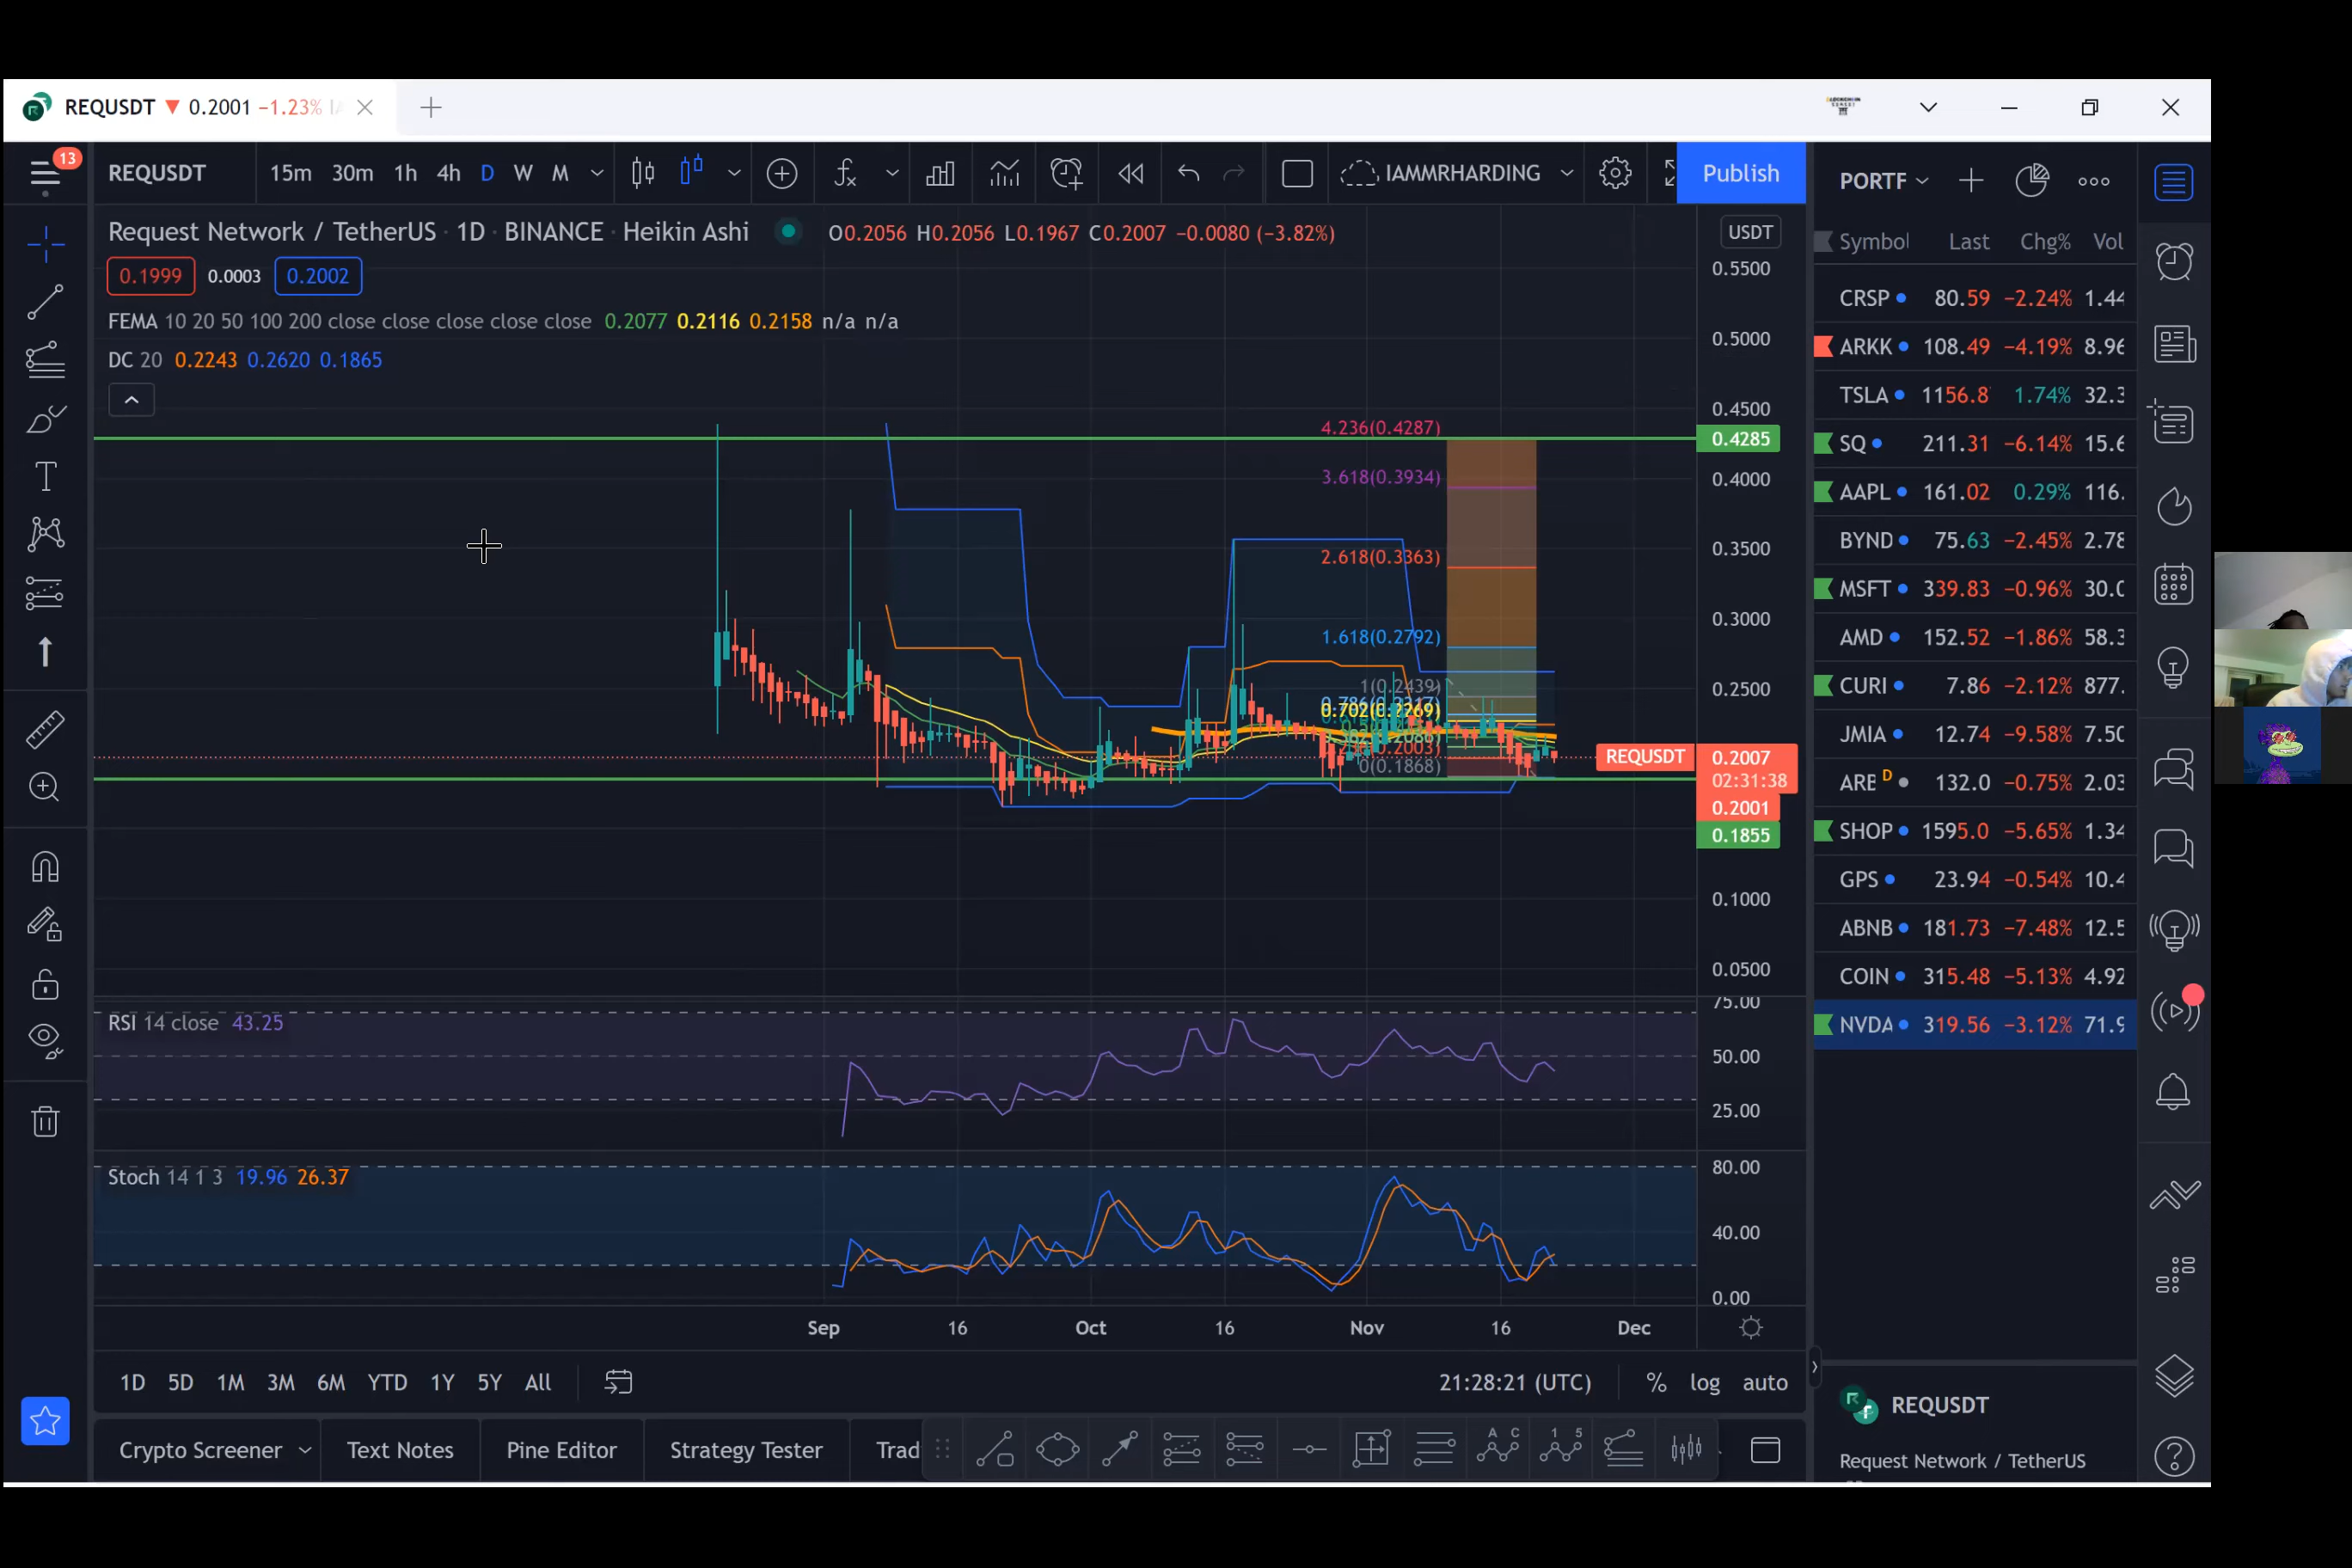 REQUSDT ▼ 0.2001 −1.23%
13
REQUSDT 15m 30m 1h 4h D W M IAMMRHARDING Publish
Request Network / TetherUS · 1D · BINANCE · Heikin Ashi O0.2056 H0.2056 L0.1967 C0.2007 −0.0080 (−3.82%)
0.1999 0.0003 0.2002
FEMA 10 20 50 100 200 close close close close close 0.2077 0.2116 0.2158 n/a n/a
DC 20 0.2243 0.2620 0.1865
USDT
0.5500
0.5000
0.4500
0.4285
0.4000
0.3500
0.3000
0.2500
REQUSDT 0.2007
02:31:38
0.2001
0.1855
0.1000
0.0500
4.236(0.4287)
3.618(0.3934)
2.618(0.3363)
1.618(0.2792)
1(0.2439)
0.702(0.2269)
0(0.1868)
RSI 14 close 43.25
75.00
50.00
25.00
Stoch 14 1 3 19.96 26.37
80.00
40.00
0.00
Sep 16 Oct 16 Nov 16 Dec
1D 5D 1M 3M 6M YTD 1Y 5Y All 21:28:21 (UTC) % log auto
Crypto Screener Text Notes Pine Editor Strategy Tester Trad
PORTF
Symbol Last Chg% Vol
CRSP 80.59 −2.24% 1.44
ARKK 108.49 −4.19% 8.96
TSLA 1156.8 1.74% 32.3
SQ 211.31 −6.14% 15.6
AAPL 161.02 0.29% 116.
BYND 75.63 −2.45% 2.78
MSFT 339.83 −0.96% 30.0
AMD 152.52 −1.86% 58.3
CURI 7.86 −2.12% 877.
JMIA 12.74 −9.58% 7.50
ARE D 132.0 −0.75% 2.03
SHOP 1595.0 −5.65% 1.34
GPS 23.94 −0.54% 10.4
ABNB 181.73 −7.48% 12.5
COIN 315.48 −5.13% 4.92
NVDA 319.56 −3.12% 71.9
REQUSDT
Request Network / TetherUS